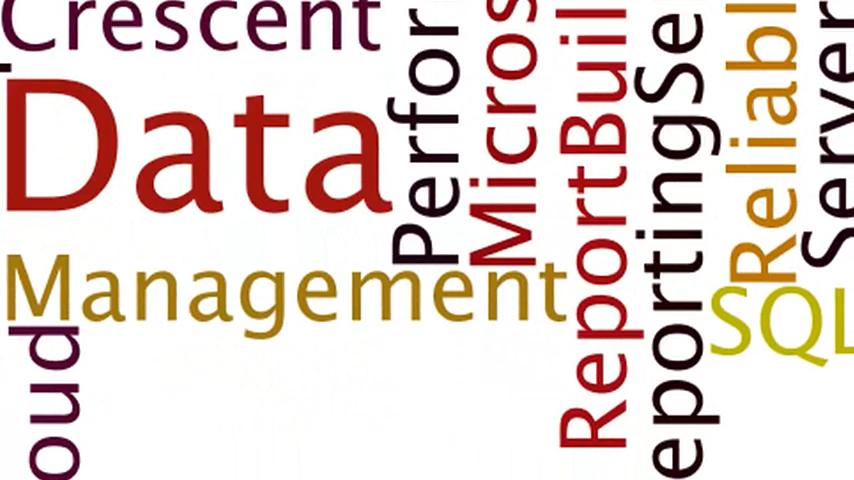 Crescent
Data
Management
oud
Perfor
Micros
ReportBuil
eportingSe
Reliabl
Server
SQL